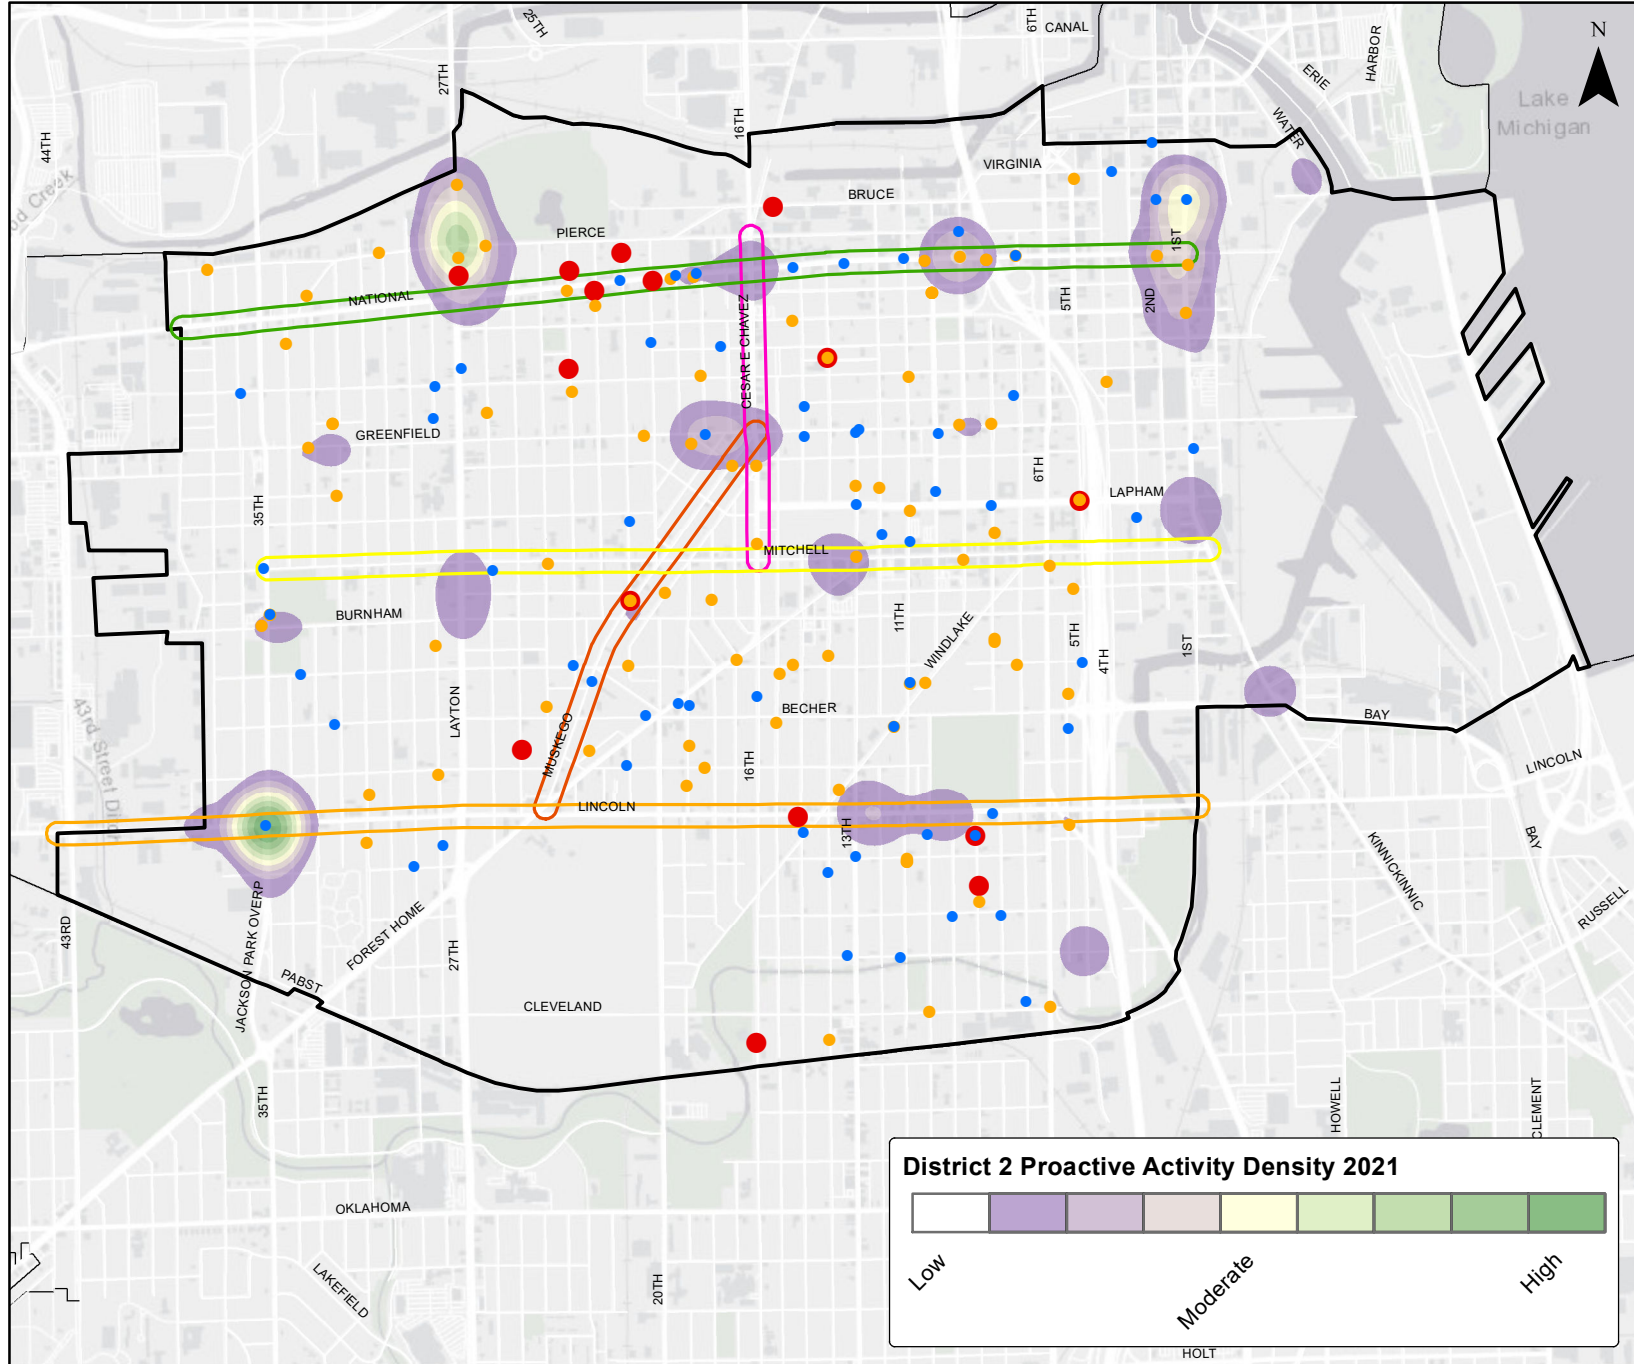 25TH
6TH
CANAL
HARBOR
N
27TH
ERIE
Lake
Michigan
16TH
WATER
44TH
VIRGINIA
BRUCE
PIERCE
1ST
NATIONAL
5TH
2ND
CESAR E CHAVEZ
GREENFIELD
6TH
LAPHAM
35TH
MITCHELL
BURNHAM
11TH
WINDLAKE
5TH
4TH
1ST
LAYTON
BECHER
BAY
43rd Street Di
MUSKEGO
16TH
LINCOLN
LINCOLN
13TH
BAY
KINNICKINNIC
RUSSELL
43RD
JACKSON PARK OVERP
FOREST HOME
27TH
PABST
CLEVELAND
35TH
HOWELL
CLEMENT
OKLAHOMA
LAKEFIELD
20TH
District 2 Proactive Activity Density 2021
Low
Moderate
High
HOLT